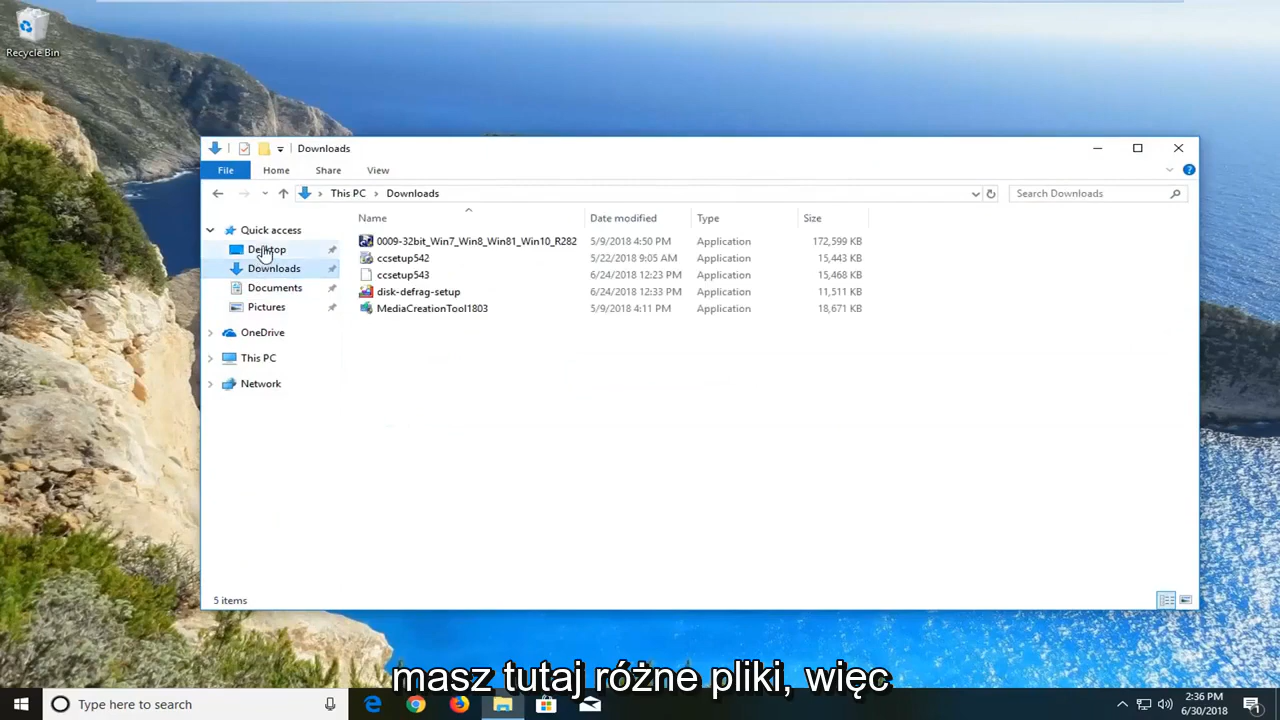 Recycle Bin
Downloads
File Home Share View
This PC Downloads
Search Downloads
Name Date modified Type Size
Quick access
Desktop
Downloads
Documents
Pictures
OneDrive
This PC
Network
0009-32bit_Win7_Win8_Win81_Win10_R282 5/9/2018 4:50 PM Application 172,599 KB
ccsetup542 5/22/2018 9:05 AM Application 15,443 KB
ccsetup543 6/24/2018 12:23 PM Application 15,468 KB
disk-defrag-setup 6/24/2018 12:33 PM Application 11,511 KB
MediaCreationTool1803 5/9/2018 4:11 PM Application 18,671 KB
5 items
masz tutaj różne pliki, więc
Type here to search
2:36 PM
6/30/2018
1